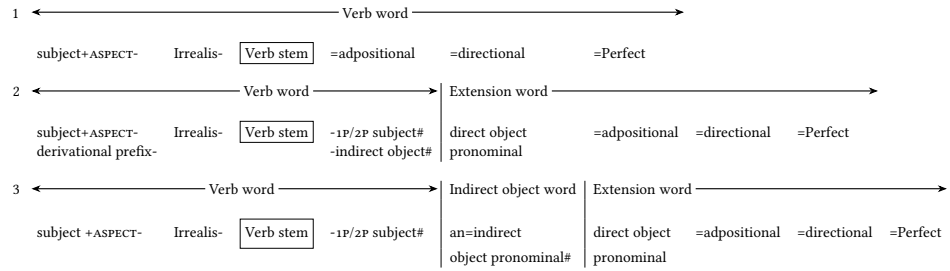 1 Verb word
subject+ASPECT- Irrealis- Verb stem =adpositional =directional =Perfect
2 Verb word Extension word
subject+ASPECT- Irrealis- Verb stem -1P/2P subject# direct object =adpositional =directional =Perfect
derivational prefix- -indirect object# pronominal
3 Verb word Indirect object word Extension word
subject +ASPECT- Irrealis- Verb stem -1P/2P subject# an=indirect direct object =adpositional =directional =Perfect
object pronominal# pronominal